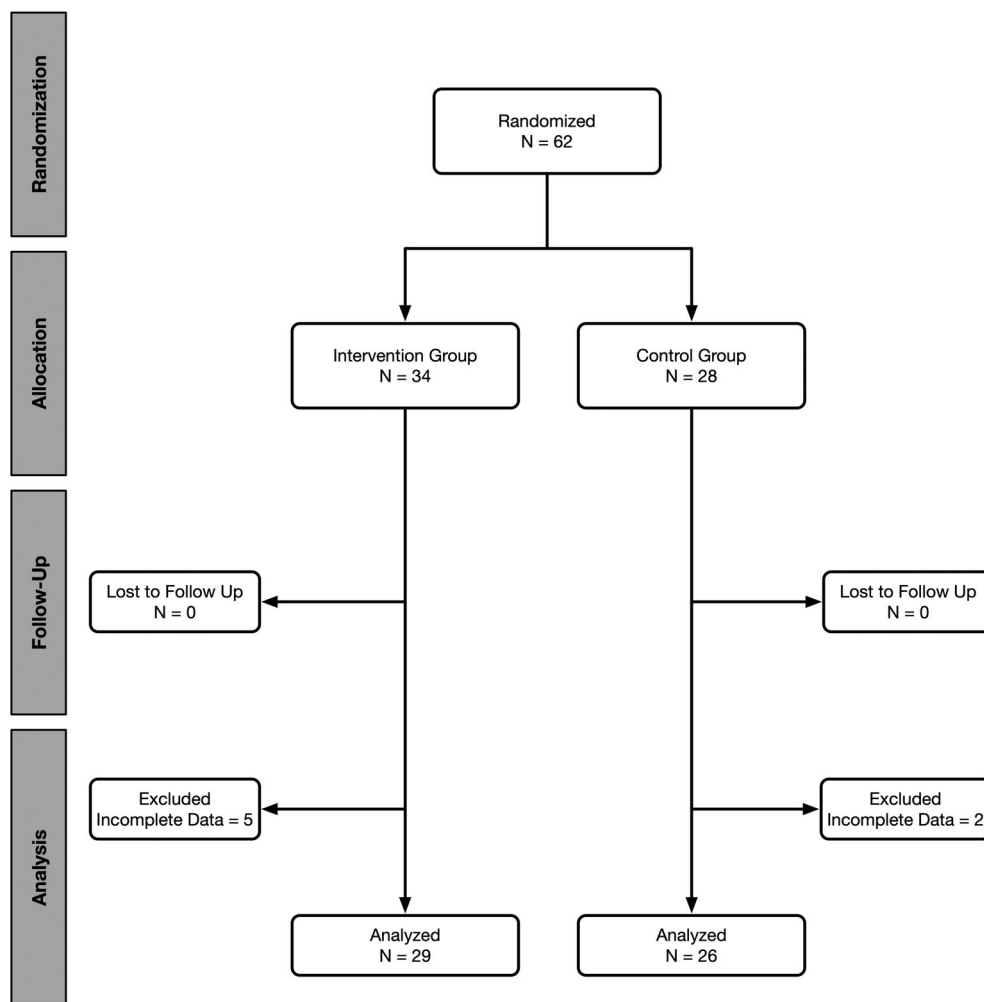 Randomization
Randomized
N = 62
Allocation
Intervention Group
N = 34
Control Group
N = 28
Follow-Up
Lost to Follow Up
N = 0
Lost to Follow Up
N = 0
Analysis
Excluded
Incomplete Data = 5
Excluded
Incomplete Data = 2
Analyzed
N = 29
Analyzed
N = 26